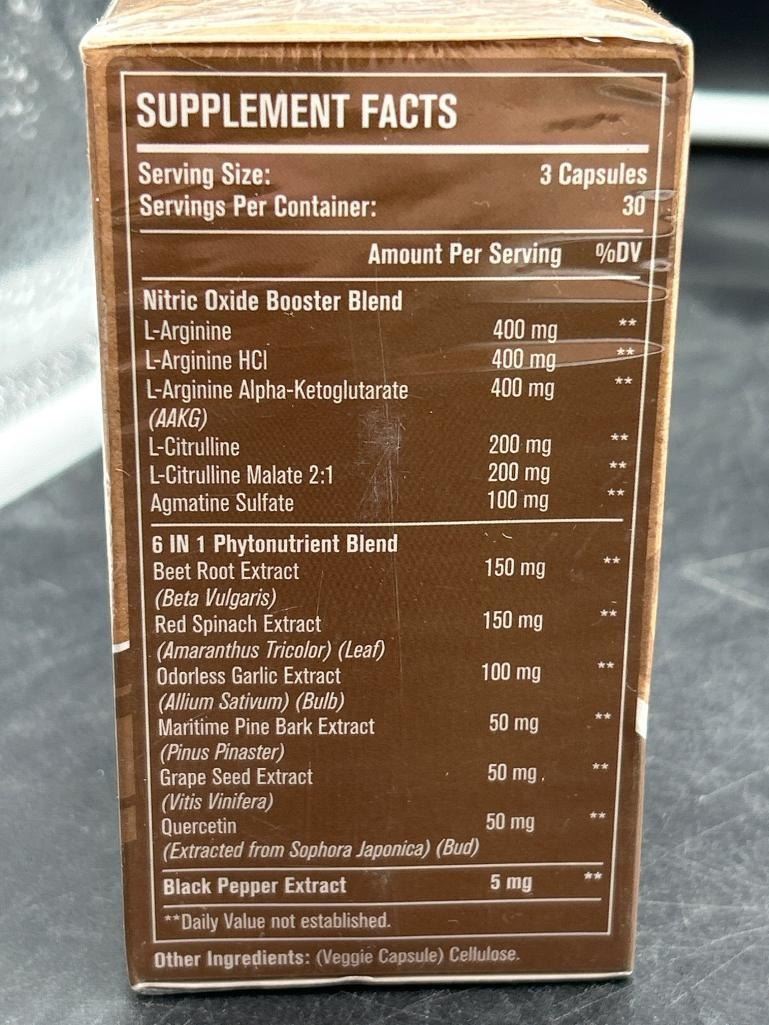 SUPPLEMENT FACTS
Serving Size: 3 Capsules
Servings Per Container: 30
Amount Per Serving %DV
Nitric Oxide Booster Blend
L-Arginine 400 mg **
L-Arginine HCl 400 mg **
L-Arginine Alpha-Ketoglutarate 400 mg **
(AAKG)
L-Citrulline 200 mg **
L-Citrulline Malate 2:1 200 mg **
Agmatine Sulfate 100 mg **
6 IN 1 Phytonutrient Blend
Beet Root Extract 150 mg **
(Beta Vulgaris)
Red Spinach Extract 150 mg **
(Amaranthus Tricolor) (Leaf)
Odorless Garlic Extract 100 mg **
(Allium Sativum) (Bulb)
Maritime Pine Bark Extract 50 mg **
(Pinus Pinaster)
Grape Seed Extract 50 mg. **
(Vitis Vinifera)
Quercetin 50 mg **
(Extracted from Sophora Japonica) (Bud)
Black Pepper Extract 5 mg **
**Daily Value not established.
Other Ingredients: (Veggie Capsule) Cellulose.